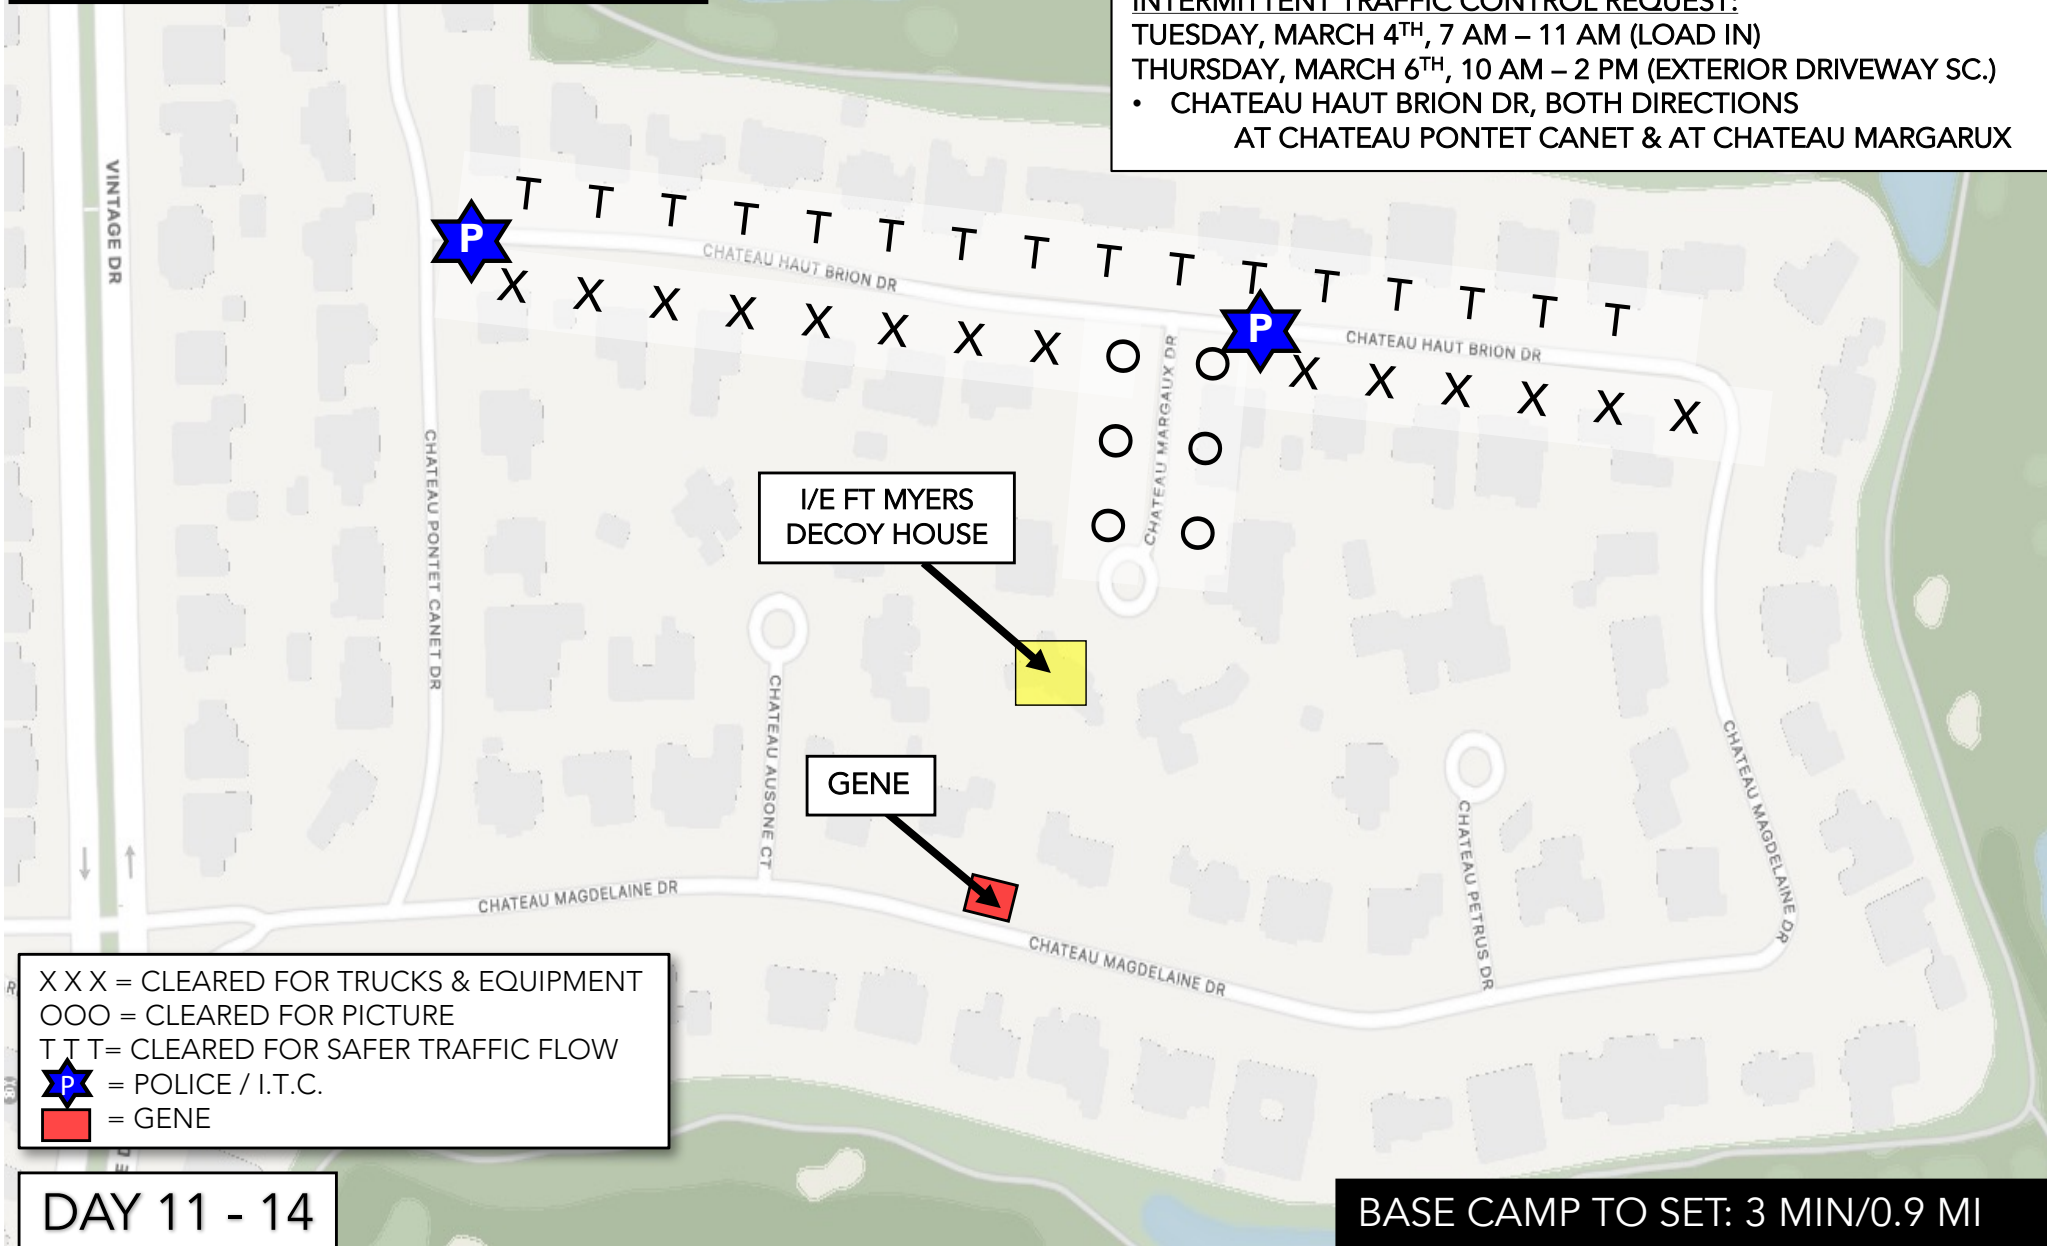 INTERMITTENT TRAFFIC CONTROL REQUEST:
TUESDAY, MARCH 4TH, 7 AM – 11 AM (LOAD IN)
THURSDAY, MARCH 6TH, 10 AM – 2 PM (EXTERIOR DRIVEWAY SC.)
• CHATEAU HAUT BRION DR, BOTH DIRECTIONS
AT CHATEAU PONTET CANET & AT CHATEAU MARGARUX
VINTAGE DR
T T T T T T T T T T T T T T T T
P
CHATEAU HAUT BRION DR
P
CHATEAU HAUT BRION DR
X X X X X X X X O O X X X X X X
CHATEAU MARGAUX DR
O O
O O
CHATEAU PONTET CANET DR
I/E FT MYERS
DECOY HOUSE
CHATEAU AUSONE CT
GENE
CHATEAU MAGDELAINE DR
CHATEAU PETRUS DR
CHATEAU MAGDELAINE DR
CHATEAU MAGDELAINE DR
X X X = CLEARED FOR TRUCKS & EQUIPMENT
OOO = CLEARED FOR PICTURE
T T T= CLEARED FOR SAFER TRAFFIC FLOW
P = POLICE / I.T.C.
= GENE
DAY 11 - 14
BASE CAMP TO SET: 3 MIN/0.9 MI